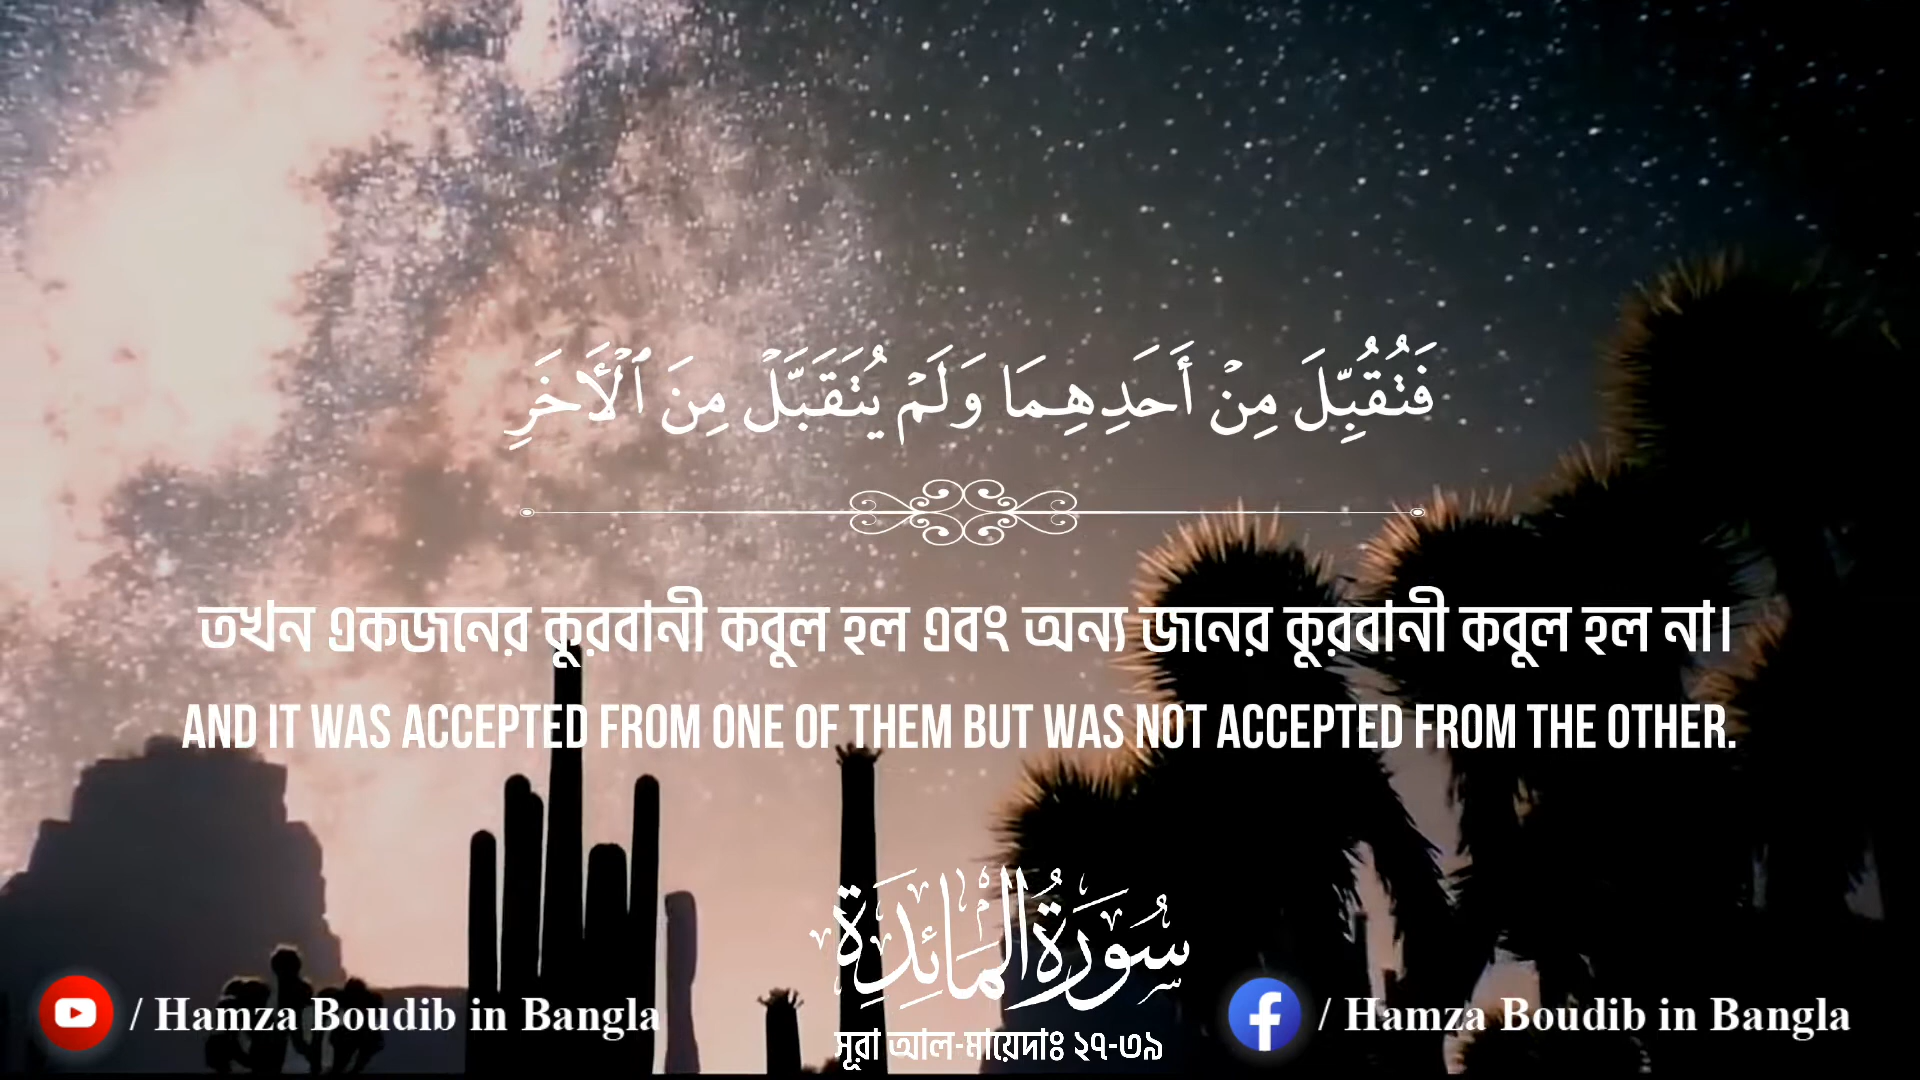 فَتُقُبِّلَ مِنۡ أَحَدِهِمَا وَلَمۡ يُتَقَبَّلۡ مِنَ ٱلۡأٓخَرِ
তখন একজনের কুরবানী কবুল হল এবং অন্য জনের কুরবানী কবুল হল না।
AND IT WAS ACCEPTED FROM ONE OF THEM BUT WAS NOT ACCEPTED FROM THE OTHER.
سُورَةُ المَائِدَةِ
/ Hamza Boudib in Bangla
/ Hamza Boudib in Bangla
সূরা আল-মায়েদাঃ ২৭-৩৯